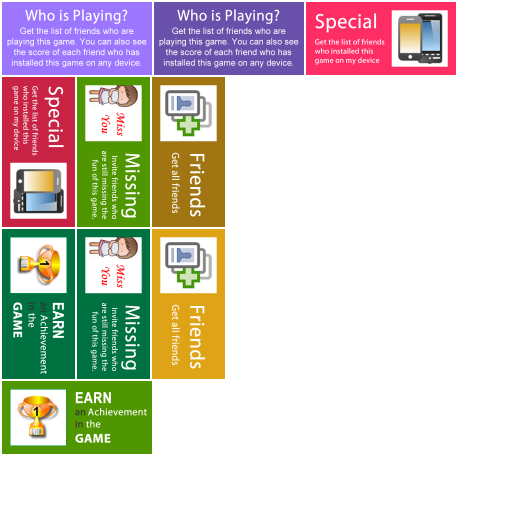 Who is Playing?
Get the list of friends who are
playing this game. You can also see
the score of each friend who has
installed this game on any device.
Who is Playing?
Get the list of friends who are
playing this game. You can also see
the score of each friend who has
installed this game on any device.
Special
Get the list of friends
who installed this
game on my device
Special
Get the list of friends
who installed this
game on my device
Miss
You
Missing
Invite friends who
are still missing the
fun of this game.
Friends
Get all friends
1
EARN
an Achievement
in the
GAME
Miss
You
Missing
Invite friends who
are still missing the
fun of this game.
Friends
Get all friends
1
EARN
an Achievement
in the
GAME